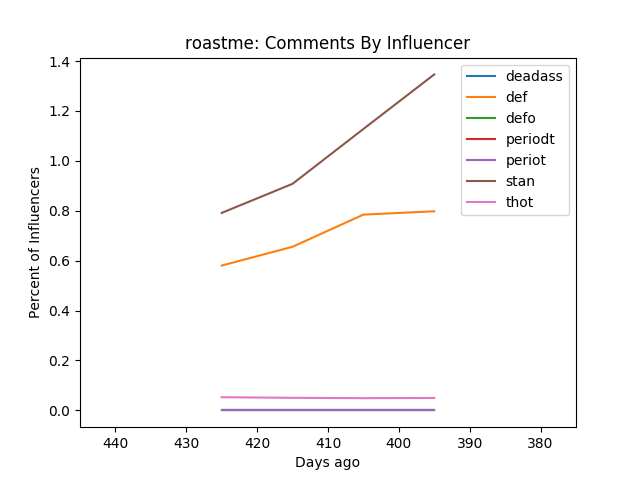 roastme: Comments By Influencer
1.4
1.2
1.0
0.8
0.6
0.4
0.2
0.0
Percent of Influencers
deadass
def
defo
periodt
periot
stan
thot
440 430 420 410 400 390 380
Days ago